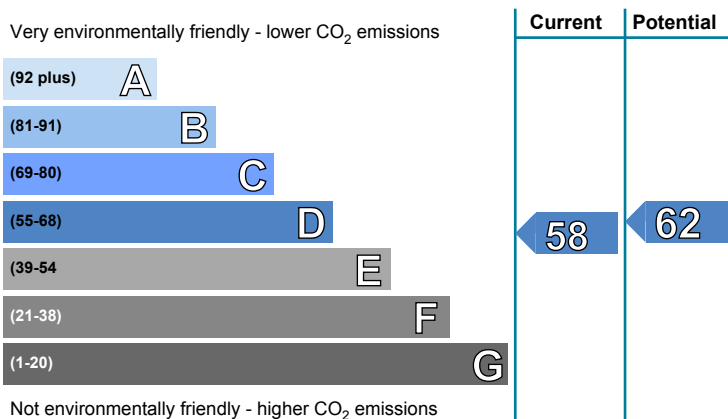 Current Potential
Very environmentally friendly - lower CO2 emissions
(92 plus) A
(81-91) B
(69-80) C
(55-68) D
58 62
(39-54 E
(21-38) F
(1-20) G
Not environmentally friendly - higher CO2 emissions